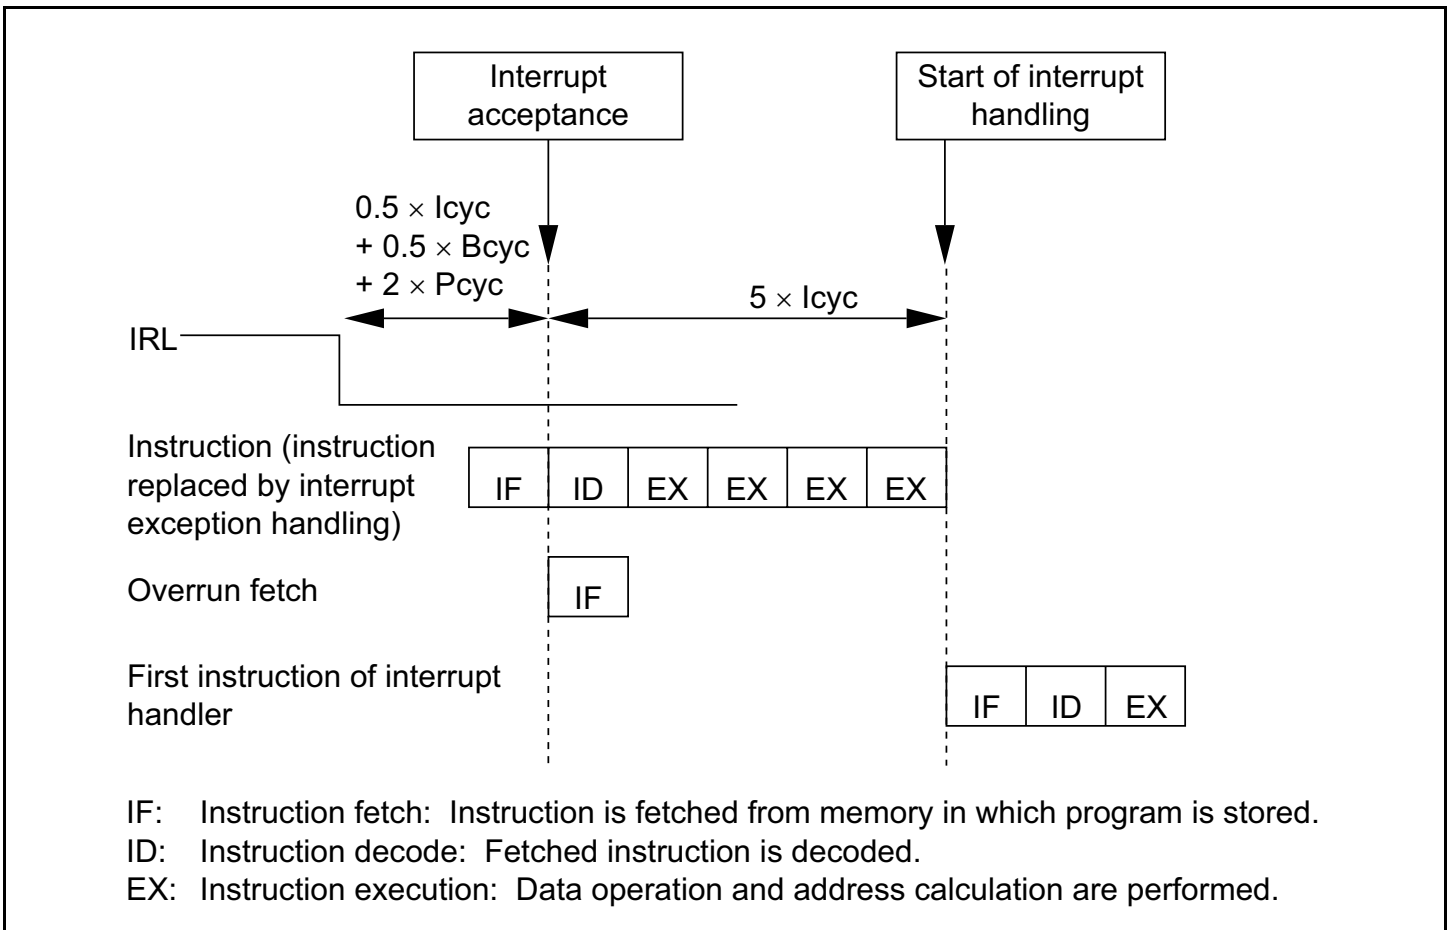 Interrupt
acceptance
Start of interrupt
handling
0.5 × Icyc
+ 0.5 × Bcyc
+ 2 × Pcyc
5 × Icyc
IRL
Instruction (instruction
replaced by interrupt
exception handling)
IF ID EX EX EX EX
Overrun fetch
IF
First instruction of interrupt
handler
IF ID EX
IF: Instruction fetch: Instruction is fetched from memory in which program is stored.
ID: Instruction decode: Fetched instruction is decoded.
EX: Instruction execution: Data operation and address calculation are performed.